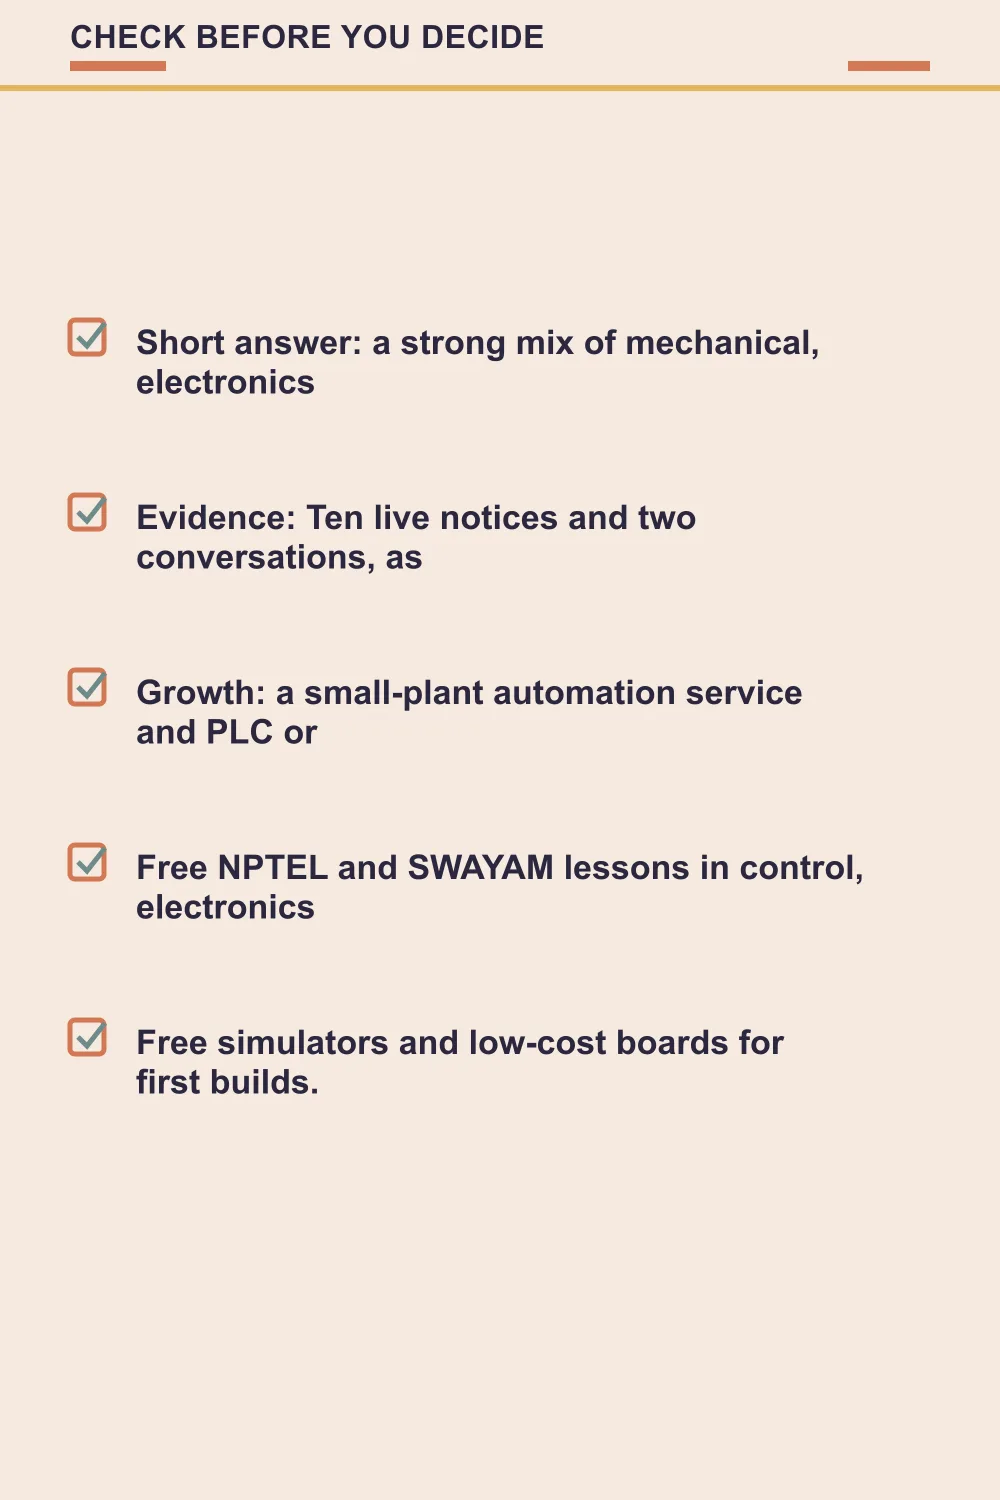 CHECK BEFORE YOU DECIDE
Short answer: a strong mix of mechanical,
electronics
Evidence: Ten live notices and two
conversations, as
Growth: a small-plant automation service
and PLC or
Free NPTEL and SWAYAM lessons in control,
electronics
Free simulators and low-cost boards for
first builds.